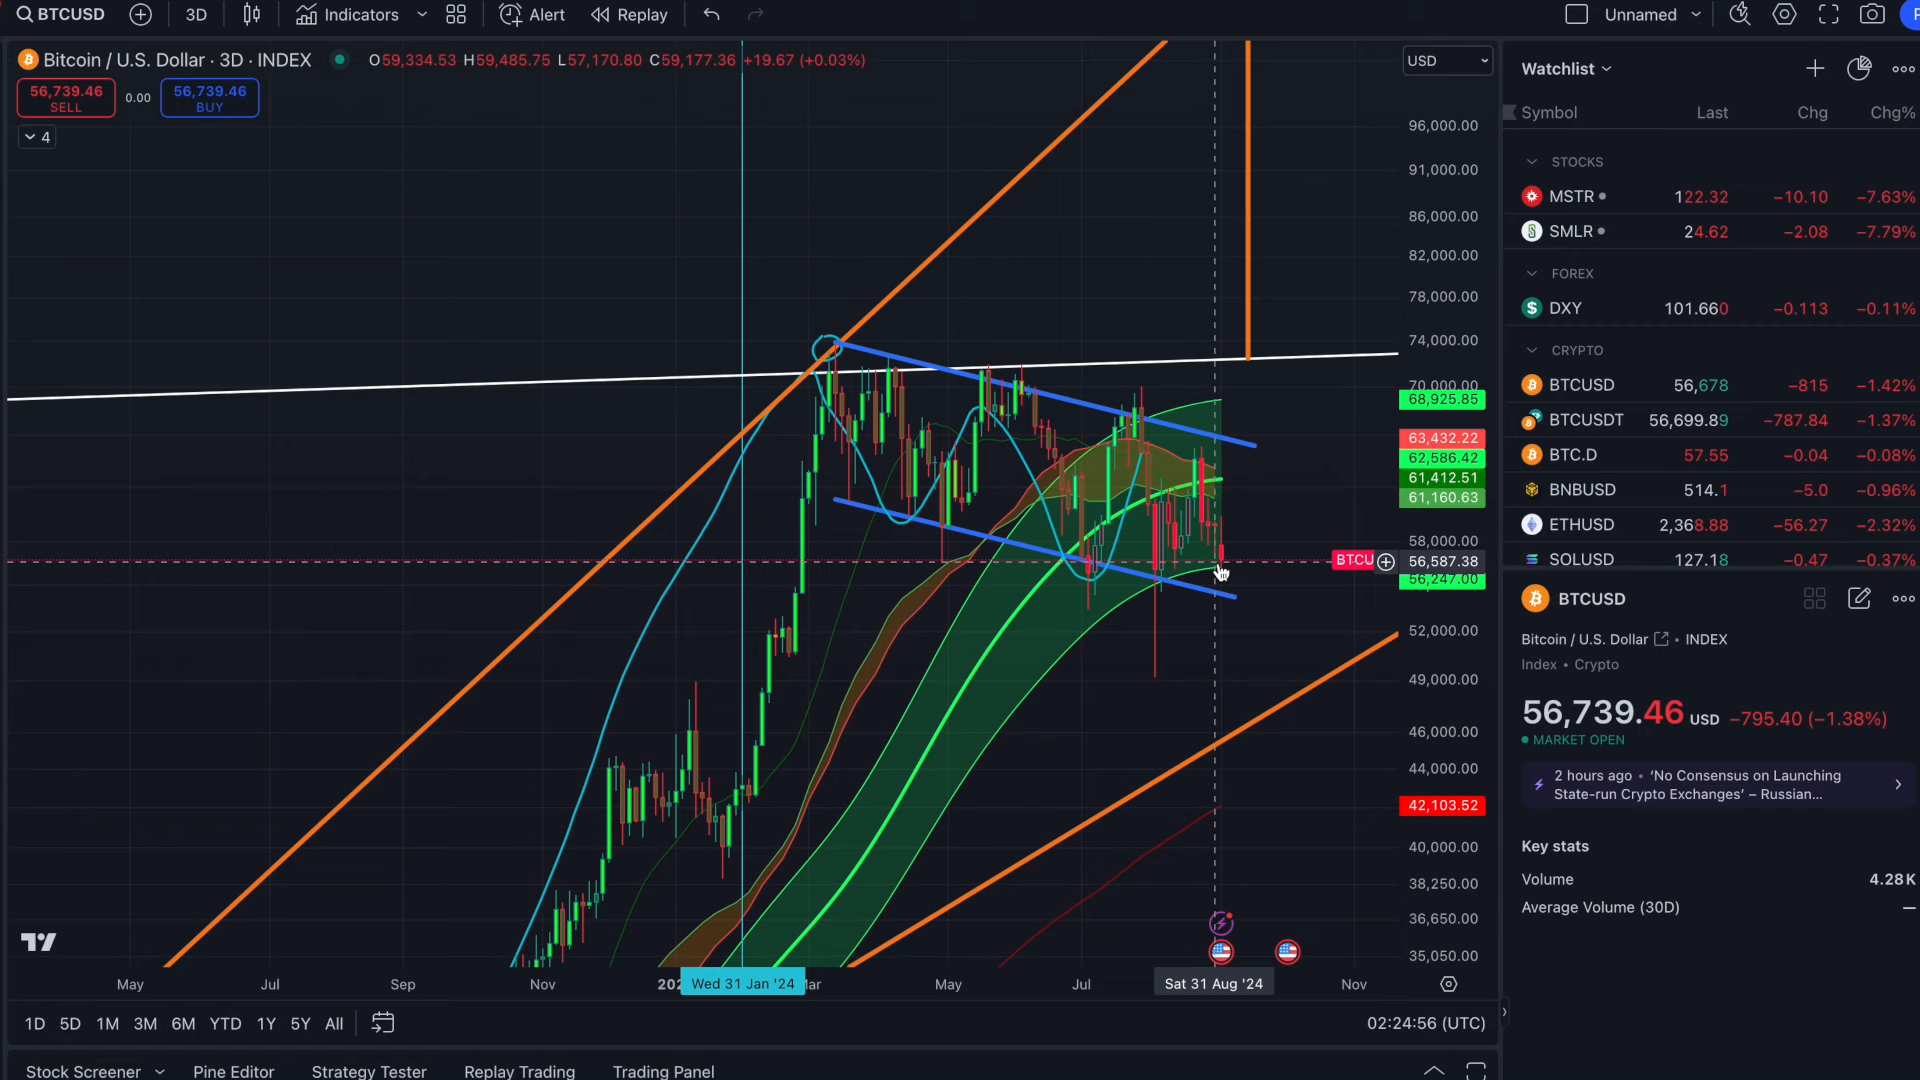 BTCUSD 3D Indicators Alert Replay Unnamed
Bitcoin / U.S. Dollar · 3D · INDEX O59,334.53 H59,485.75 L57,170.80 C59,177.36 +19.67 (+0.03%) USD
56,739.46 SELL 0.00 56,739.46 BUY
4
96,000.00
91,000.00
86,000.00
82,000.00
78,000.00
74,000.00
70,000.00
68,925.85
63,432.22
62,586.42
61,412.51
61,160.63
58,000.00
BTCU 56,587.38
56,247.00
52,000.00
49,000.00
46,000.00
44,000.00
42,103.52
40,000.00
38,250.00
36,650.00
35,050.00
May Jul Sep Nov 202 Wed 31 Jan '24 Mar May Jul Sat 31 Aug '24 Nov
1D 5D 1M 3M 6M YTD 1Y 5Y All 02:24:56 (UTC)
Stock Screener Pine Editor Strategy Tester Replay Trading Trading Panel
Watchlist
Symbol Last Chg Chg%
STOCKS
MSTR 122.32 −10.10 −7.63%
SMLR 24.62 −2.08 −7.79%
FOREX
DXY 101.660 −0.113 −0.11%
CRYPTO
BTCUSD 56,678 −815 −1.42%
BTCUSDT 56,699.89 −787.84 −1.37%
BTC.D 57.55 −0.04 −0.08%
BNBUSD 514.1 −5.0 −0.96%
ETHUSD 2,368.88 −56.27 −2.32%
SOLUSD 127.18 −0.47 −0.37%
BTCUSD
Bitcoin / U.S. Dollar • INDEX
Index • Crypto
56,739.46 USD −795.40 (−1.38%)
MARKET OPEN
2 hours ago • ‘No Consensus on Launching
State-run Crypto Exchanges’ – Russian...
Key stats
Volume 4.28K
Average Volume (30D) —